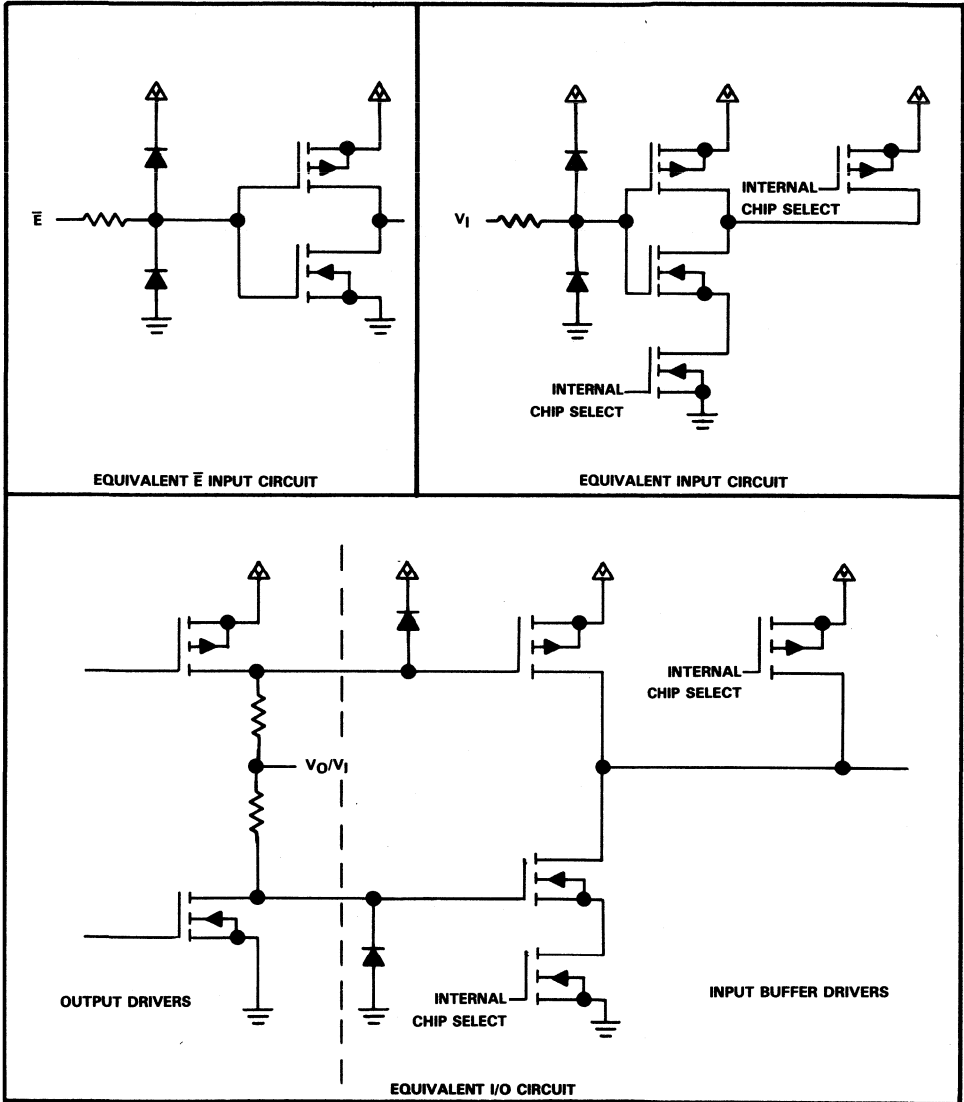 E̅
EQUIVALENT E̅ INPUT CIRCUIT
VI
INTERNAL
CHIP SELECT
INTERNAL
CHIP SELECT
EQUIVALENT INPUT CIRCUIT
INTERNAL
CHIP SELECT
VO/VI
OUTPUT DRIVERS
INTERNAL
CHIP SELECT
INPUT BUFFER DRIVERS
EQUIVALENT I/O CIRCUIT